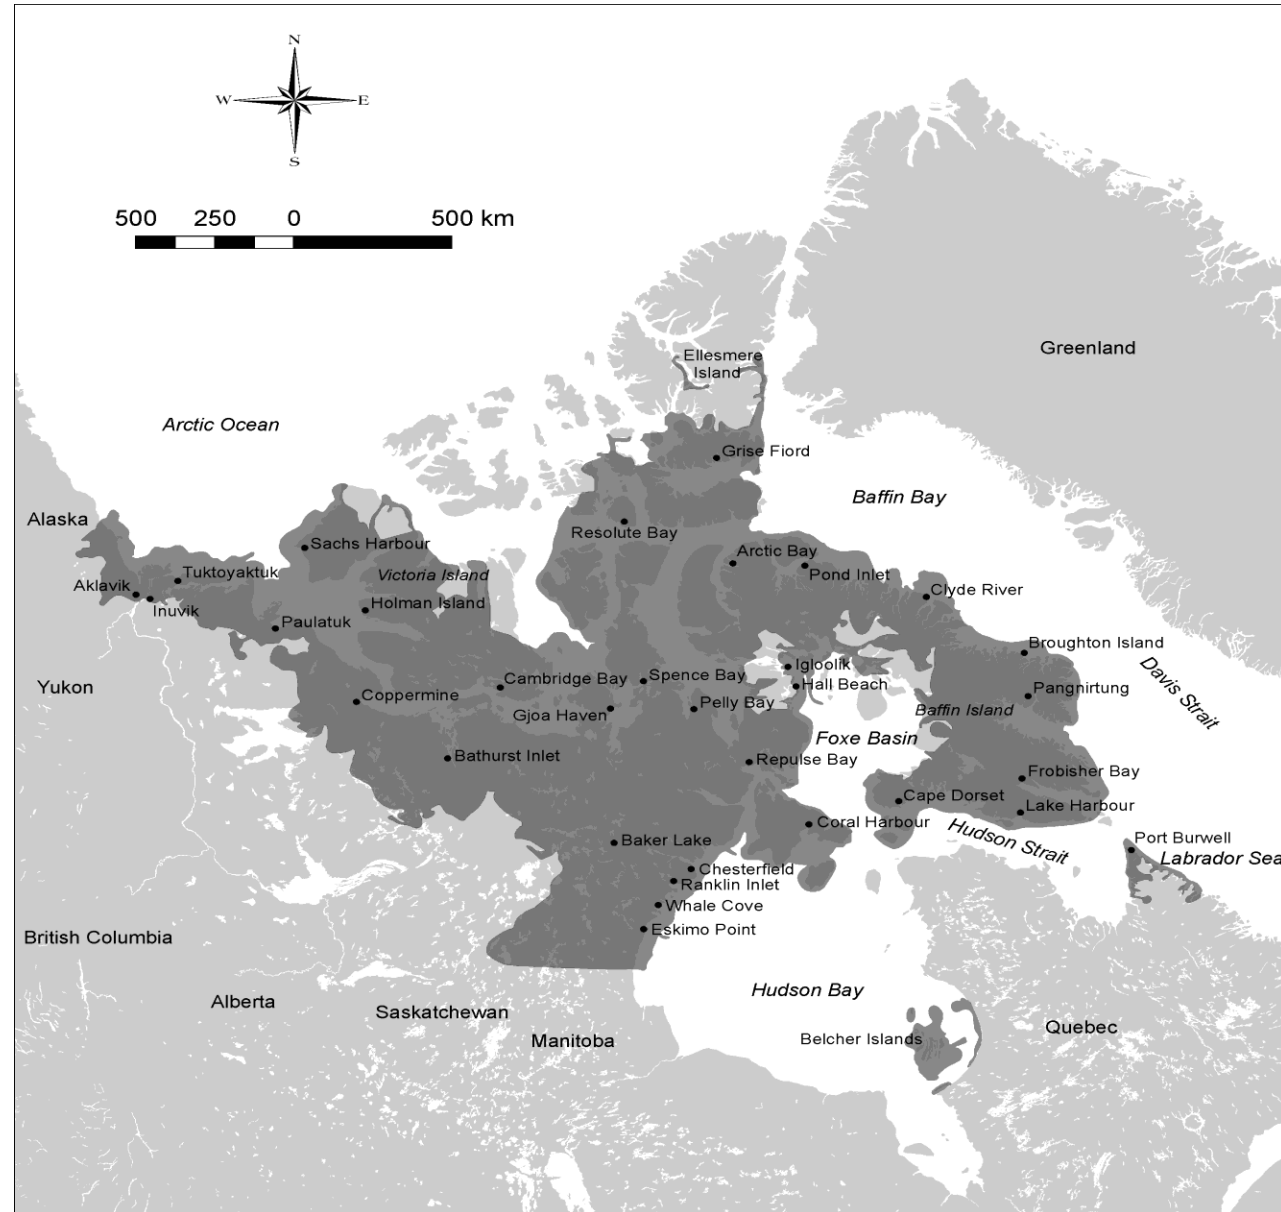 N
W E
S
500 250 0 500 km
Ellesmere
Island
Greenland
Arctic Ocean
Grise Fiord
Baffin Bay
Alaska
Resolute Bay
Sachs Harbour
Arctic Bay
Victoria Island
Pond Inlet
Tuktoyaktuk
Aklavik
Clyde River
Inuvik
Holman Island
Paulatuk
Broughton Island
Igloolik
Davis Strait
Yukon
Cambridge Bay
Spence Bay
Hall Beach
Coppermine
Pangnirtung
Gjoa Haven
Pelly Bay
Baffin Island
Foxe Basin
Bathurst Inlet
Repulse Bay
Frobisher Bay
Cape Dorset
Lake Harbour
Coral Harbour
Hudson Strait
Baker Lake
Port Burwell
Labrador Sea
Chesterfield
Ranklin Inlet
Whale Cove
Eskimo Point
British Columbia
Hudson Bay
Alberta
Saskatchewan
Manitoba
Belcher Islands
Quebec